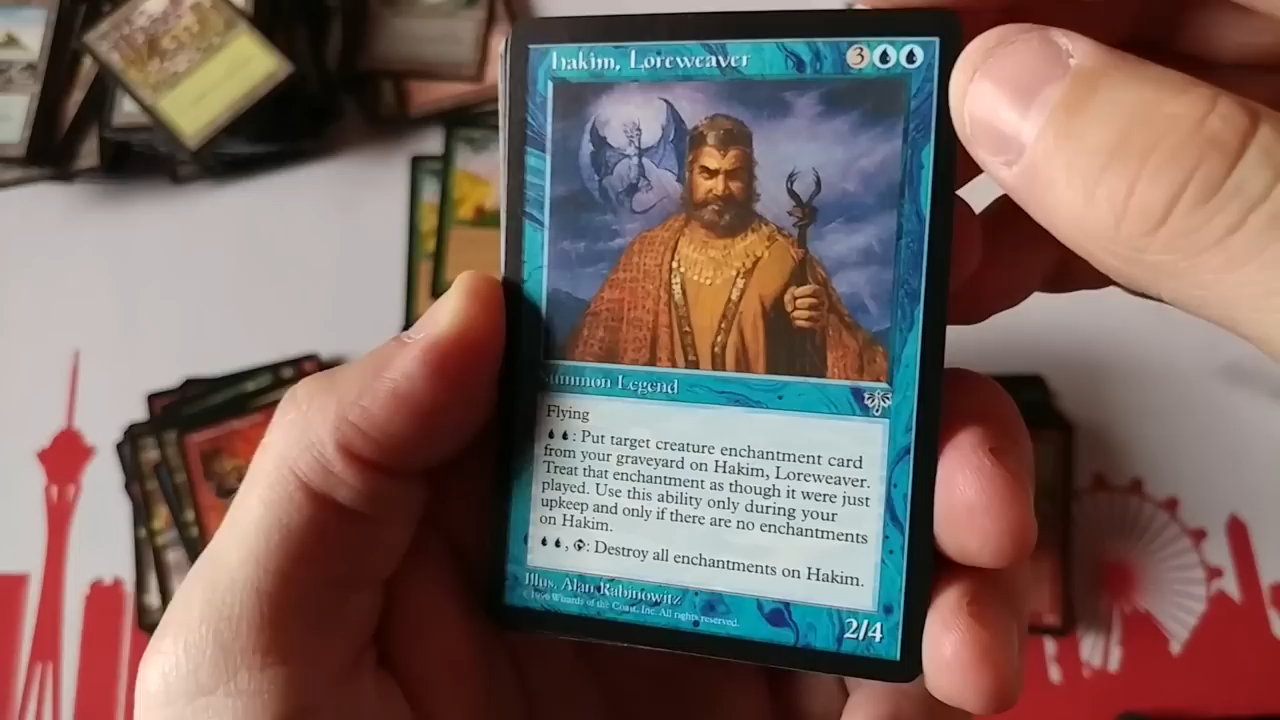 Hakim, Loreweaver
3
Summon Legend
Flying
: Put target creature enchantment card
from your graveyard on Hakim, Loreweaver.
Treat that enchantment as though it were just
played. Use this ability only during your
upkeep and only if there are no enchantments
on Hakim.
, : Destroy all enchantments on Hakim.
Illus. Alan Rabinowitz
© 1996 Wizards of the Coast, Inc. All rights reserved.
2/4